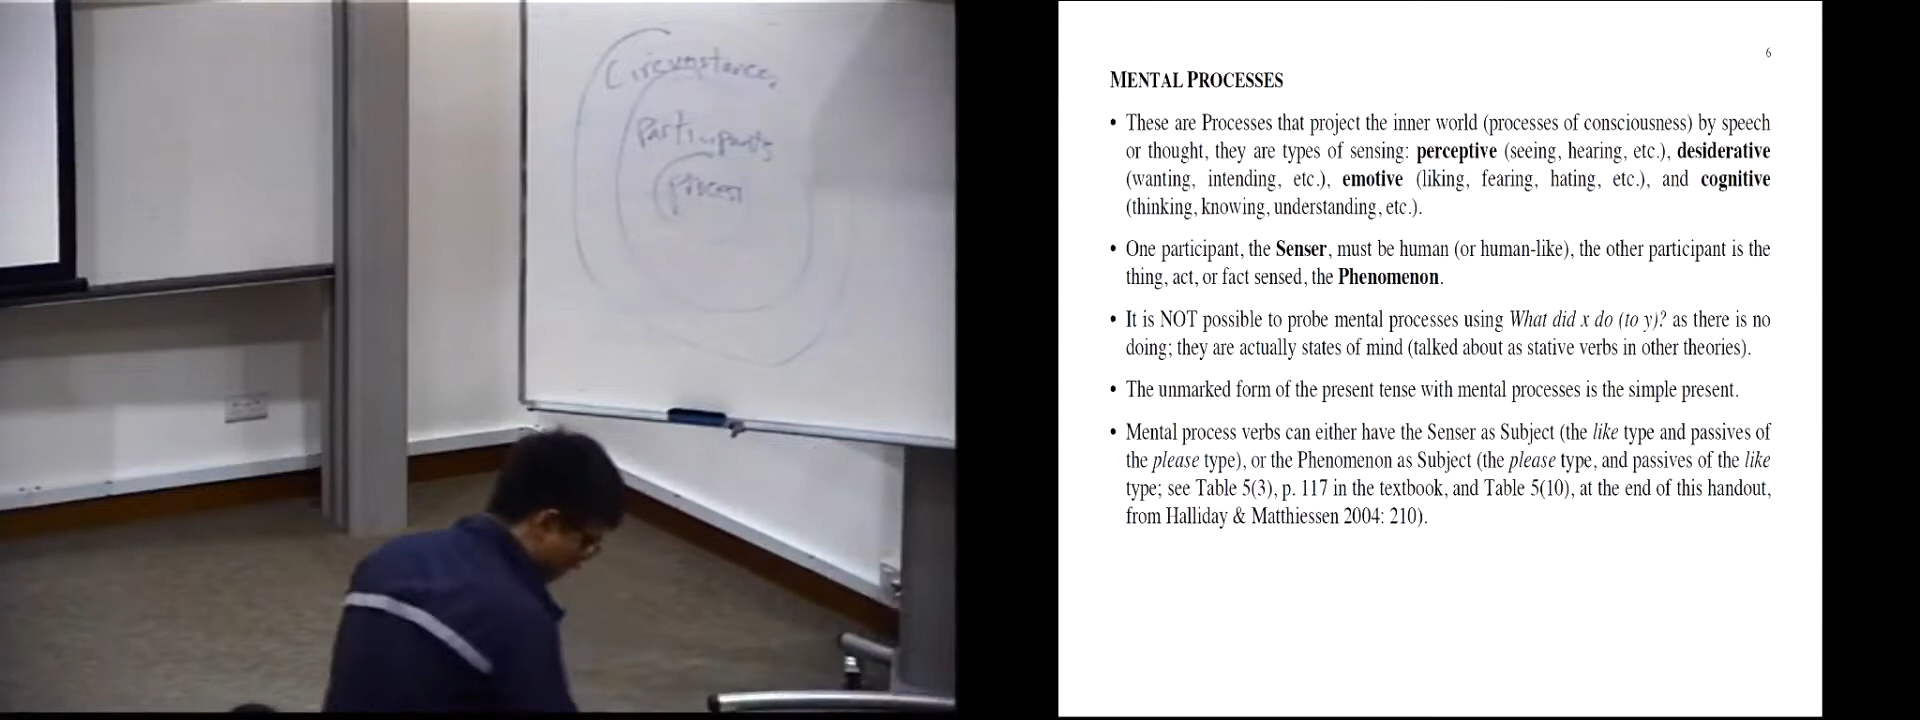 Circumstances
Participants
Process
6
MENTAL PROCESSES
• These are Processes that project the inner world (processes of consciousness) by speech
or thought, they are types of sensing: perceptive (seeing, hearing, etc.), desiderative
(wanting, intending, etc.), emotive (liking, fearing, hating, etc.), and cognitive
(thinking, knowing, understanding, etc.).
• One participant, the Senser, must be human (or human-like), the other participant is the
thing, act, or fact sensed, the Phenomenon.
• It is NOT possible to probe mental processes using What did x do (to y)? as there is no
doing; they are actually states of mind (talked about as stative verbs in other theories).
• The unmarked form of the present tense with mental processes is the simple present.
• Mental process verbs can either have the Senser as Subject (the like type and passives of
the please type), or the Phenomenon as Subject (the please type, and passives of the like
type; see Table 5(3), p. 117 in the textbook, and Table 5(10), at the end of this handout,
from Halliday & Matthiessen 2004: 210).